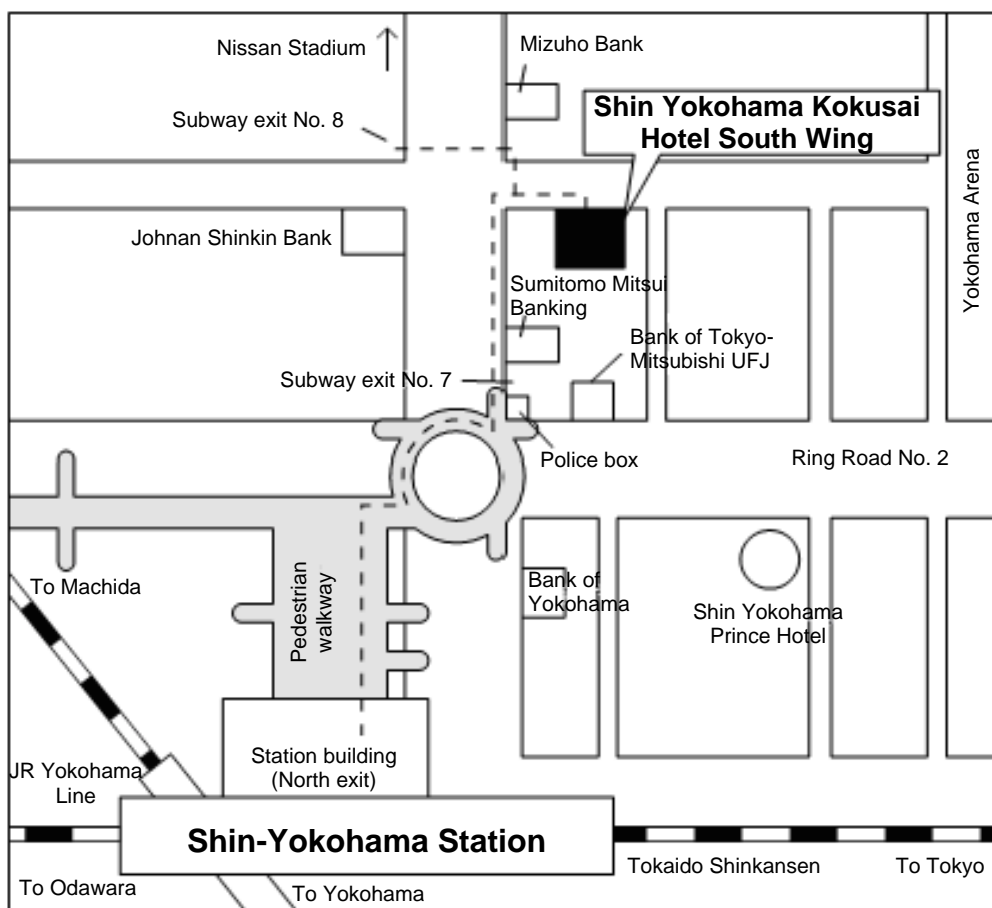 Nissan Stadium
Mizuho Bank
Shin Yokohama Kokusai
Hotel South Wing
Subway exit No. 8
Johnan Shinkin Bank
Yokohama Arena
Sumitomo Mitsui
Banking
Bank of Tokyo-
Mitsubishi UFJ
Subway exit No. 7
Police box
Ring Road No. 2
To Machida
Pedestrian
walkway
Bank of
Yokohama
Shin Yokohama
Prince Hotel
Station building
(North exit)
JR Yokohama
Line
Shin-Yokohama Station
Tokaido Shinkansen
To Tokyo
To Odawara
To Yokohama